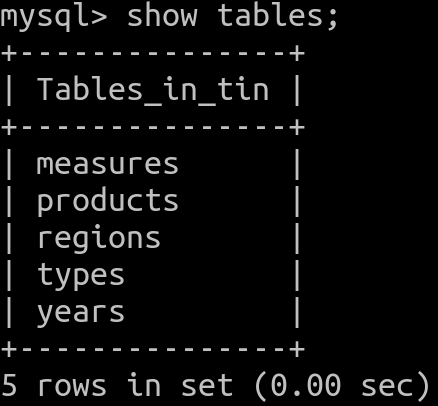 mysql> show tables;
+---------------+
| Tables_in_tin |
+---------------+
| measures      |
| products      |
| regions       |
| types         |
| years         |
+---------------+
5 rows in set (0.00 sec)